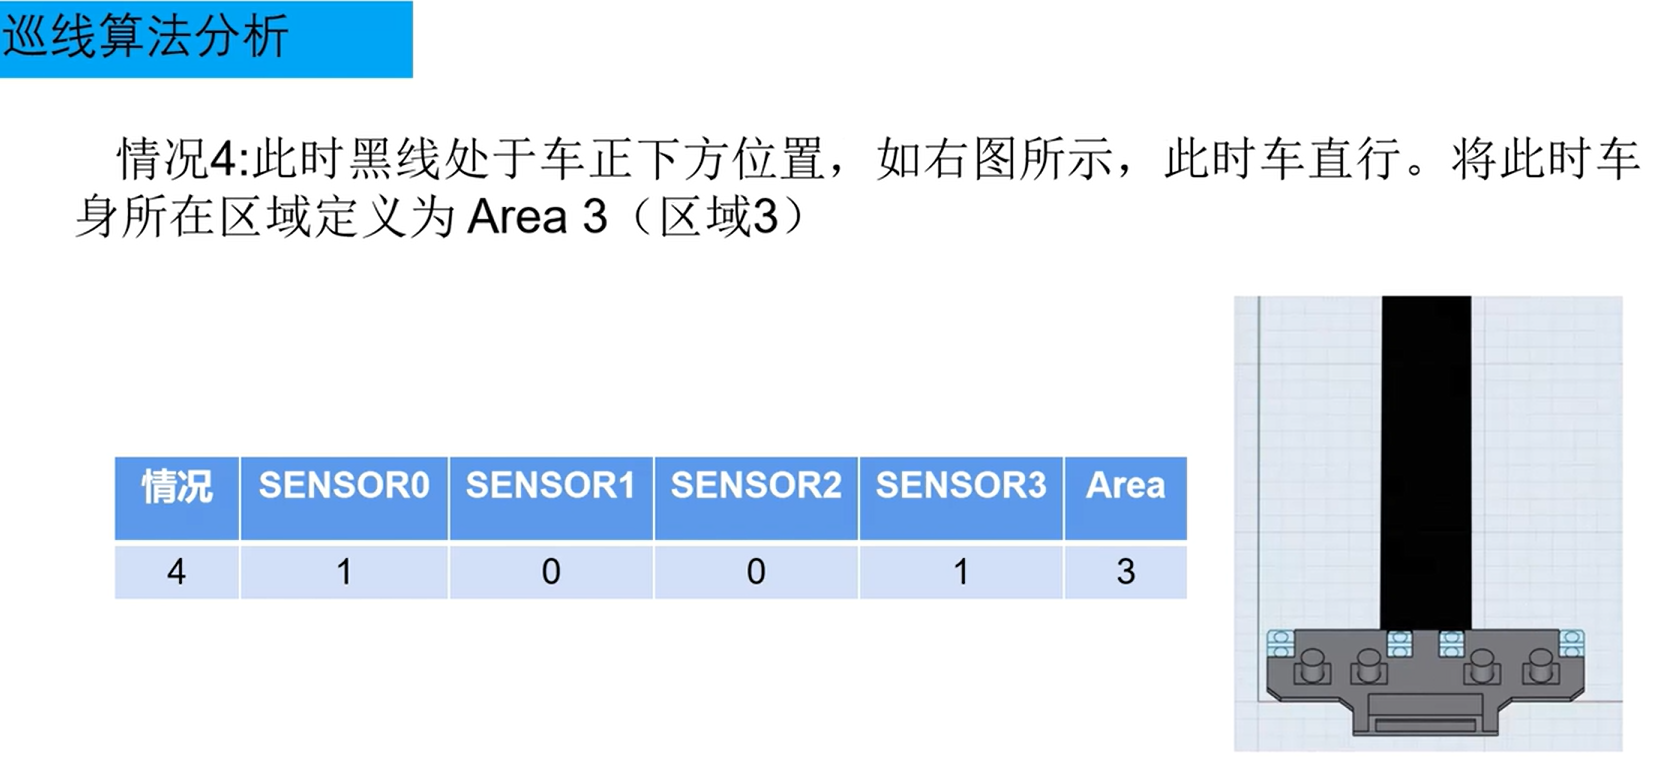 巡线算法分析
情况4:此时黑线处于车正下方位置，如右图所示，此时车直行。将此时车
身所在区域定义为 Area 3（区域3）
情况 SENSOR0 SENSOR1 SENSOR2 SENSOR3 Area
4 1 0 0 1 3